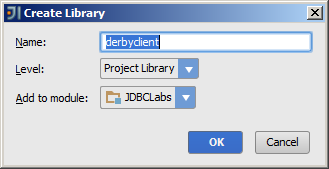 Create Library
Name: derbyclient
Level: Project Library
Add to module: JDBCLabs
OK Cancel